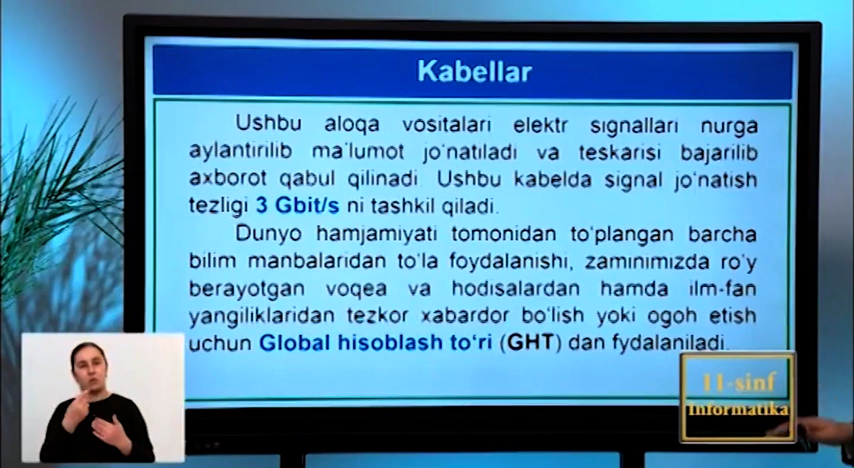 Kabellar
Ushbu aloqa vositalari elektr signallari nurga
aylantirilib ma'lumot jo'natiladi va teskarisi bajarilib
axborot qabul qilinadi. Ushbu kabelda signal jo'natish
tezligi 3 Gbit/s ni tashkil qiladi.
Dunyo hamjamiyati tomonidan to'plangan barcha
bilim manbalaridan to'la foydalanishi, zaminimizda ro'y
berayotgan voqea va hodisalardan hamda ilm-fan
yangiliklaridan tezkor xabardor bo'lish yoki ogoh etish
uchun Global hisoblash to'ri (GHT) dan fydalaniladi.
11-sinf
Informatika